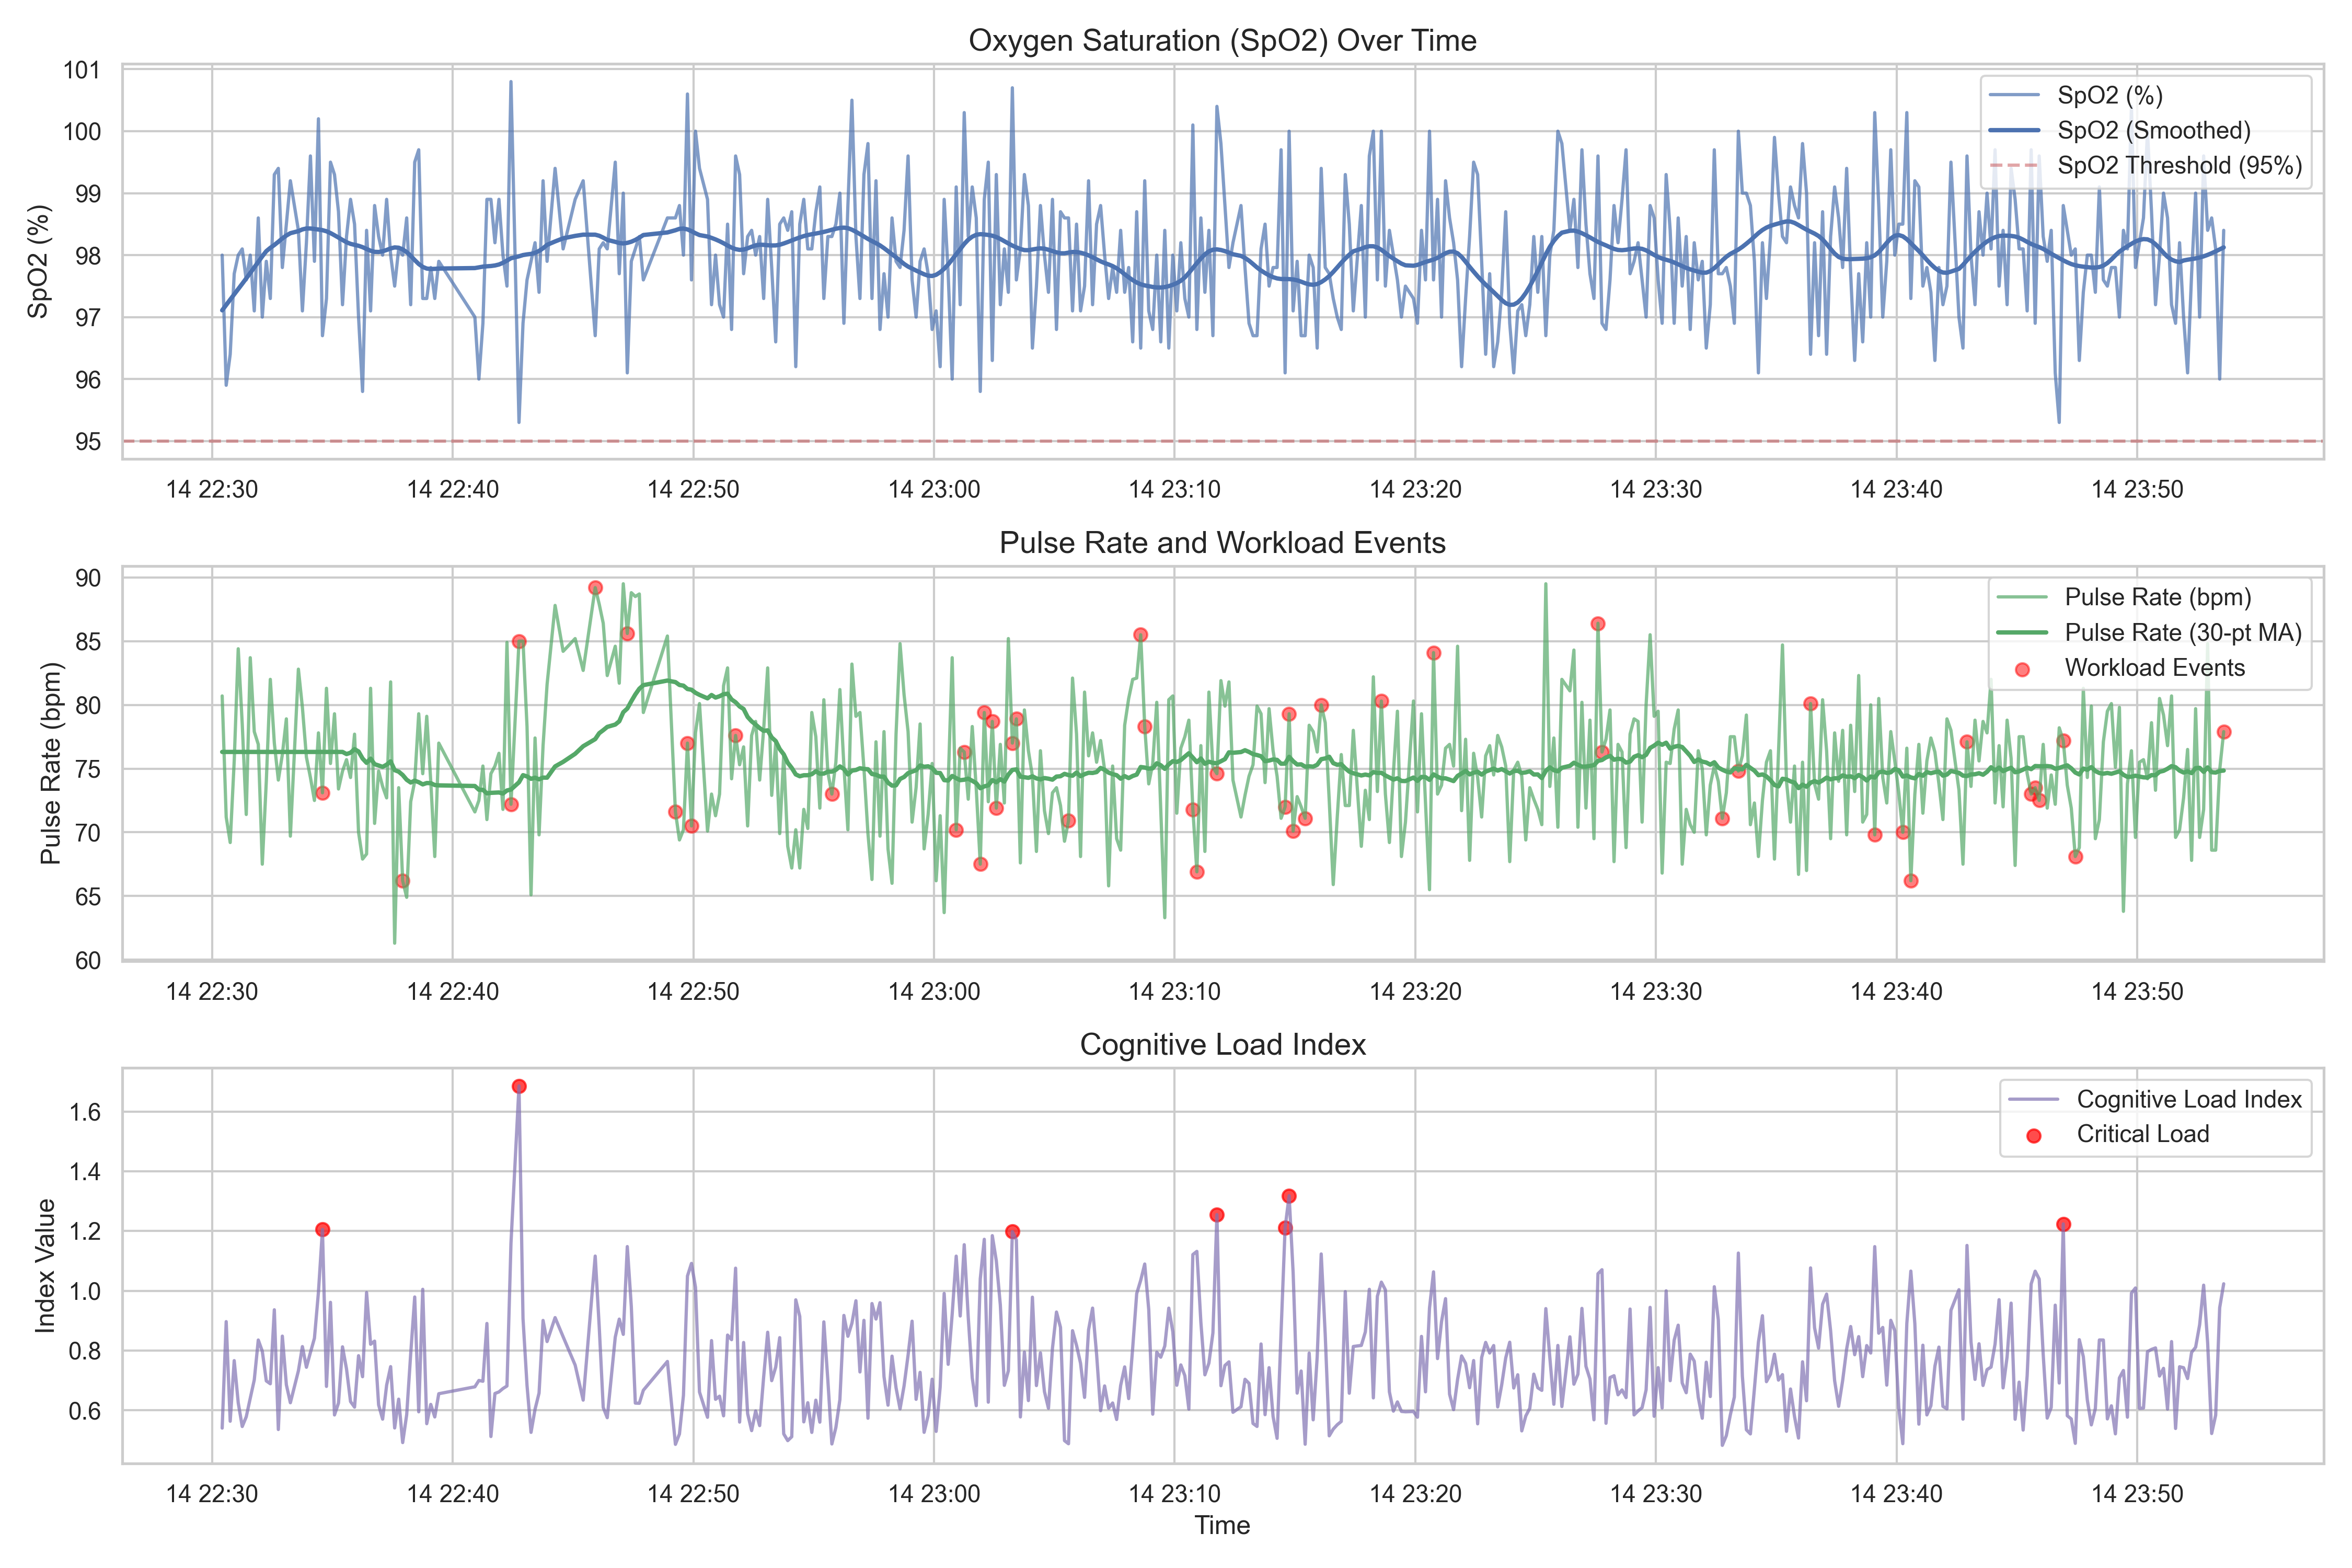 Oxygen Saturation (SpO2) Over Time
SpO2 (%)
101
100
99
98
97
96
95
SpO2 (%)
SpO2 (Smoothed)
SpO2 Threshold (95%)
14 22:30 14 22:40 14 22:50 14 23:00 14 23:10 14 23:20 14 23:30 14 23:40 14 23:50
Pulse Rate and Workload Events
Pulse Rate (bpm)
90
85
80
75
70
65
60
Pulse Rate (bpm)
Pulse Rate (30-pt MA)
Workload Events
14 22:30 14 22:40 14 22:50 14 23:00 14 23:10 14 23:20 14 23:30 14 23:40 14 23:50
Cognitive Load Index
Index Value
1.6
1.4
1.2
1.0
0.8
0.6
Cognitive Load Index
Critical Load
14 22:30 14 22:40 14 22:50 14 23:00 14 23:10 14 23:20 14 23:30 14 23:40 14 23:50
Time